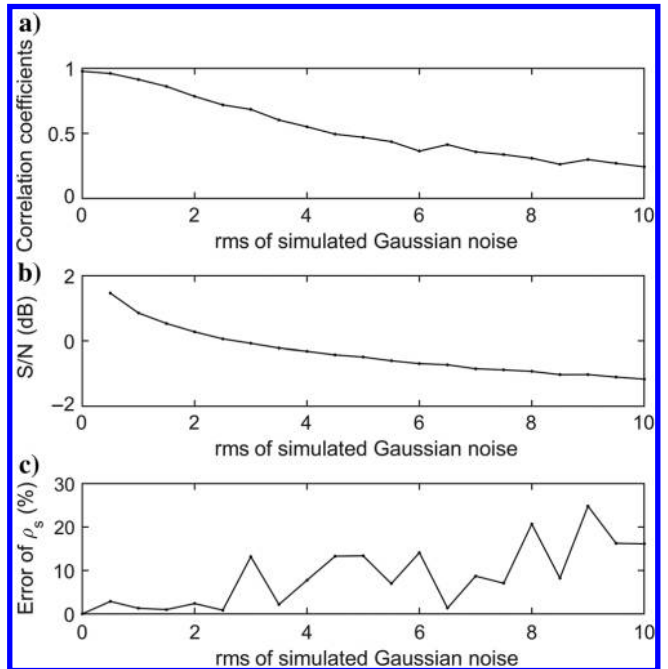 a)
Correlation coefficients
1
0.5
0
0 2 4 6 8 10
rms of simulated Gaussian noise
b)
S/N (dB)
2
0
–2
0 2 4 6 8 10
rms of simulated Gaussian noise
c)
Error of ρs (%)
30
20
10
0
0 2 4 6 8 10
rms of simulated Gaussian noise